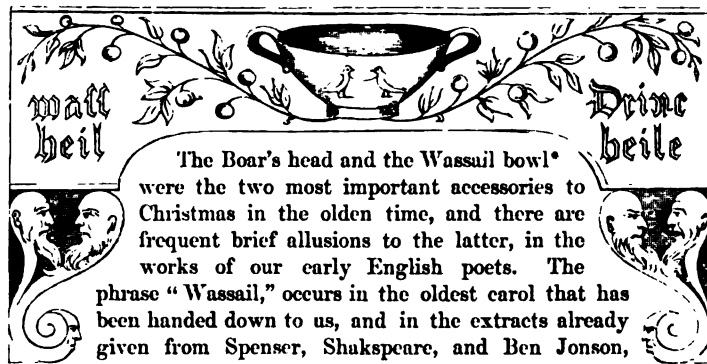 waſſ
heil
Drinc
heile
The Boar's head and the Wassail bowl*
were the two most important accessories to
Christmas in the olden time, and there are
frequent brief allusions to the latter, in the
works of our early English poets. The
phrase “ Wassail,” occurs in the oldest carol that has
been handed down to us, and in the extracts already
given from Spenser, Shakspeare, and Ben Jonson,